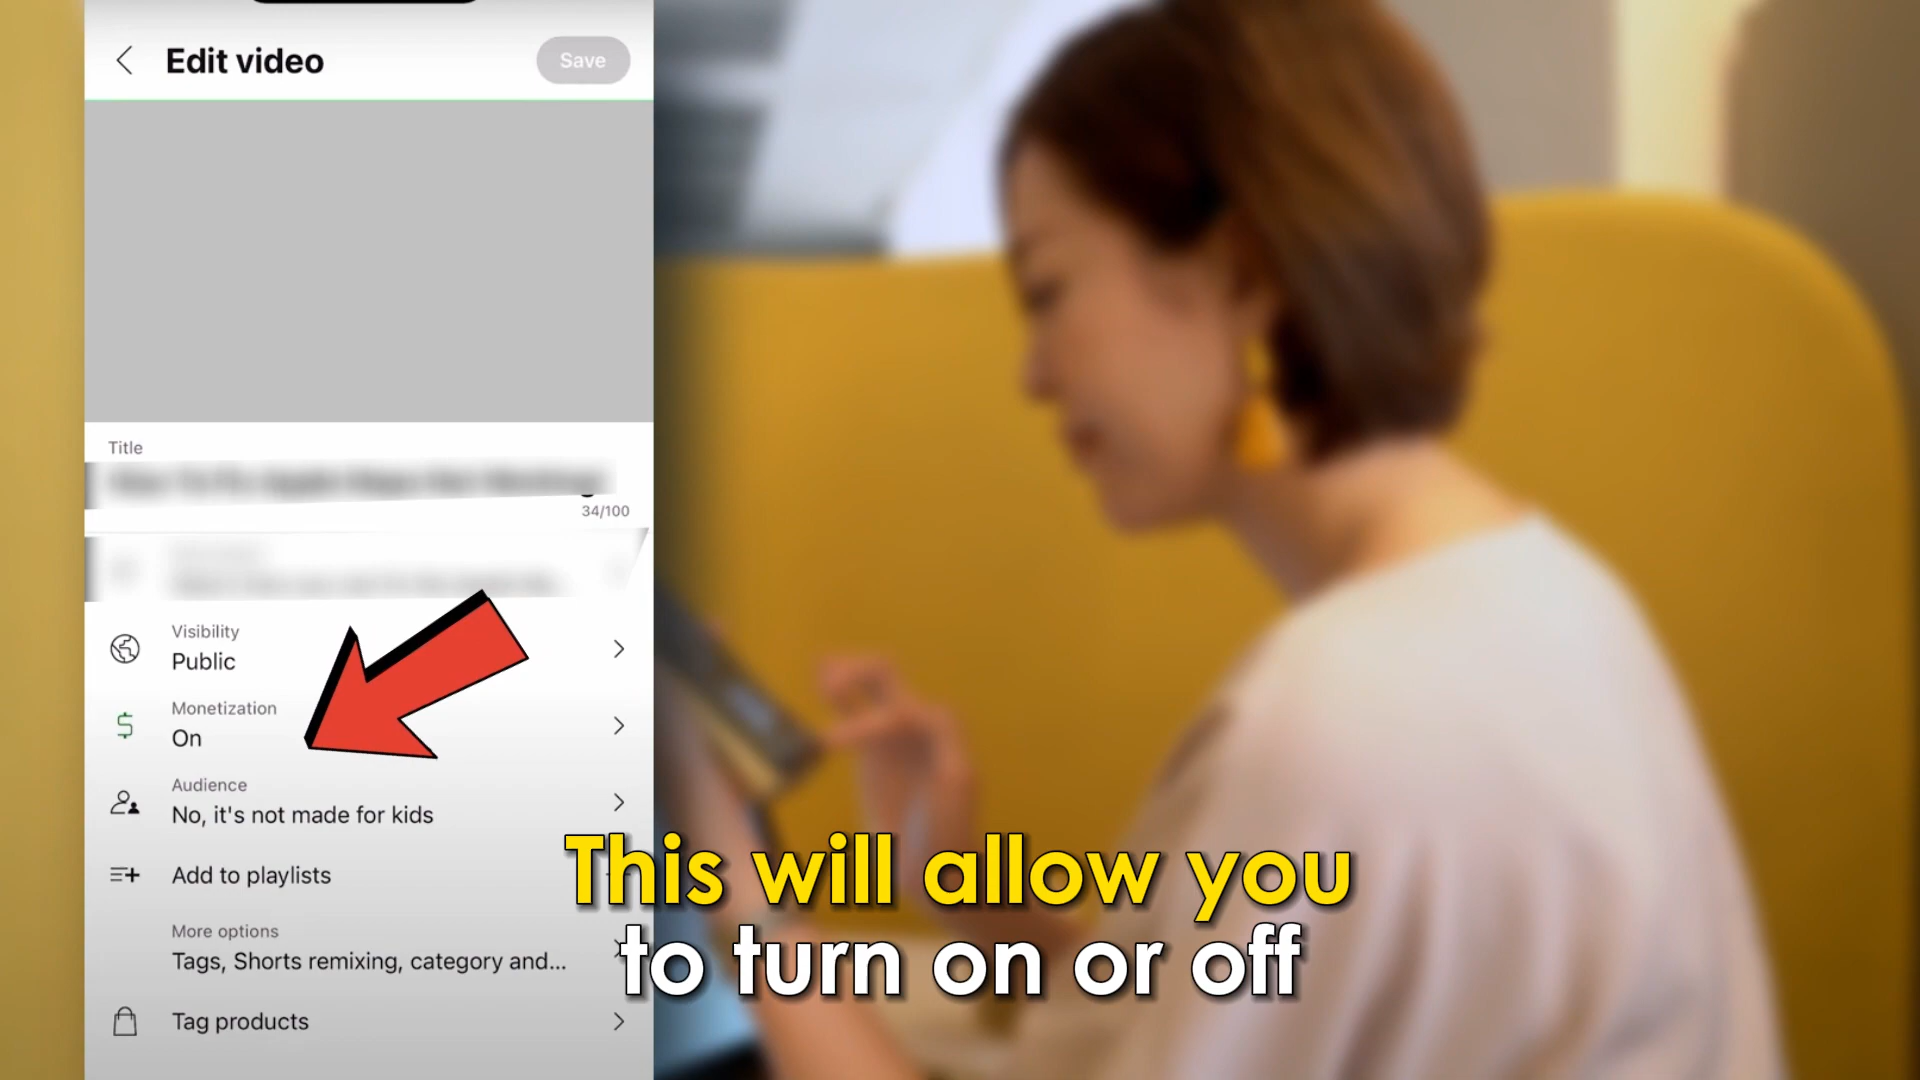 Edit video
Save
Title
34/100
Visibility
Public
Monetization
On
Audience
No, it's not made for kids
Add to playlists
More options
Tags, Shorts remixing, category and...
Tag products
This will allow you
to turn on or off